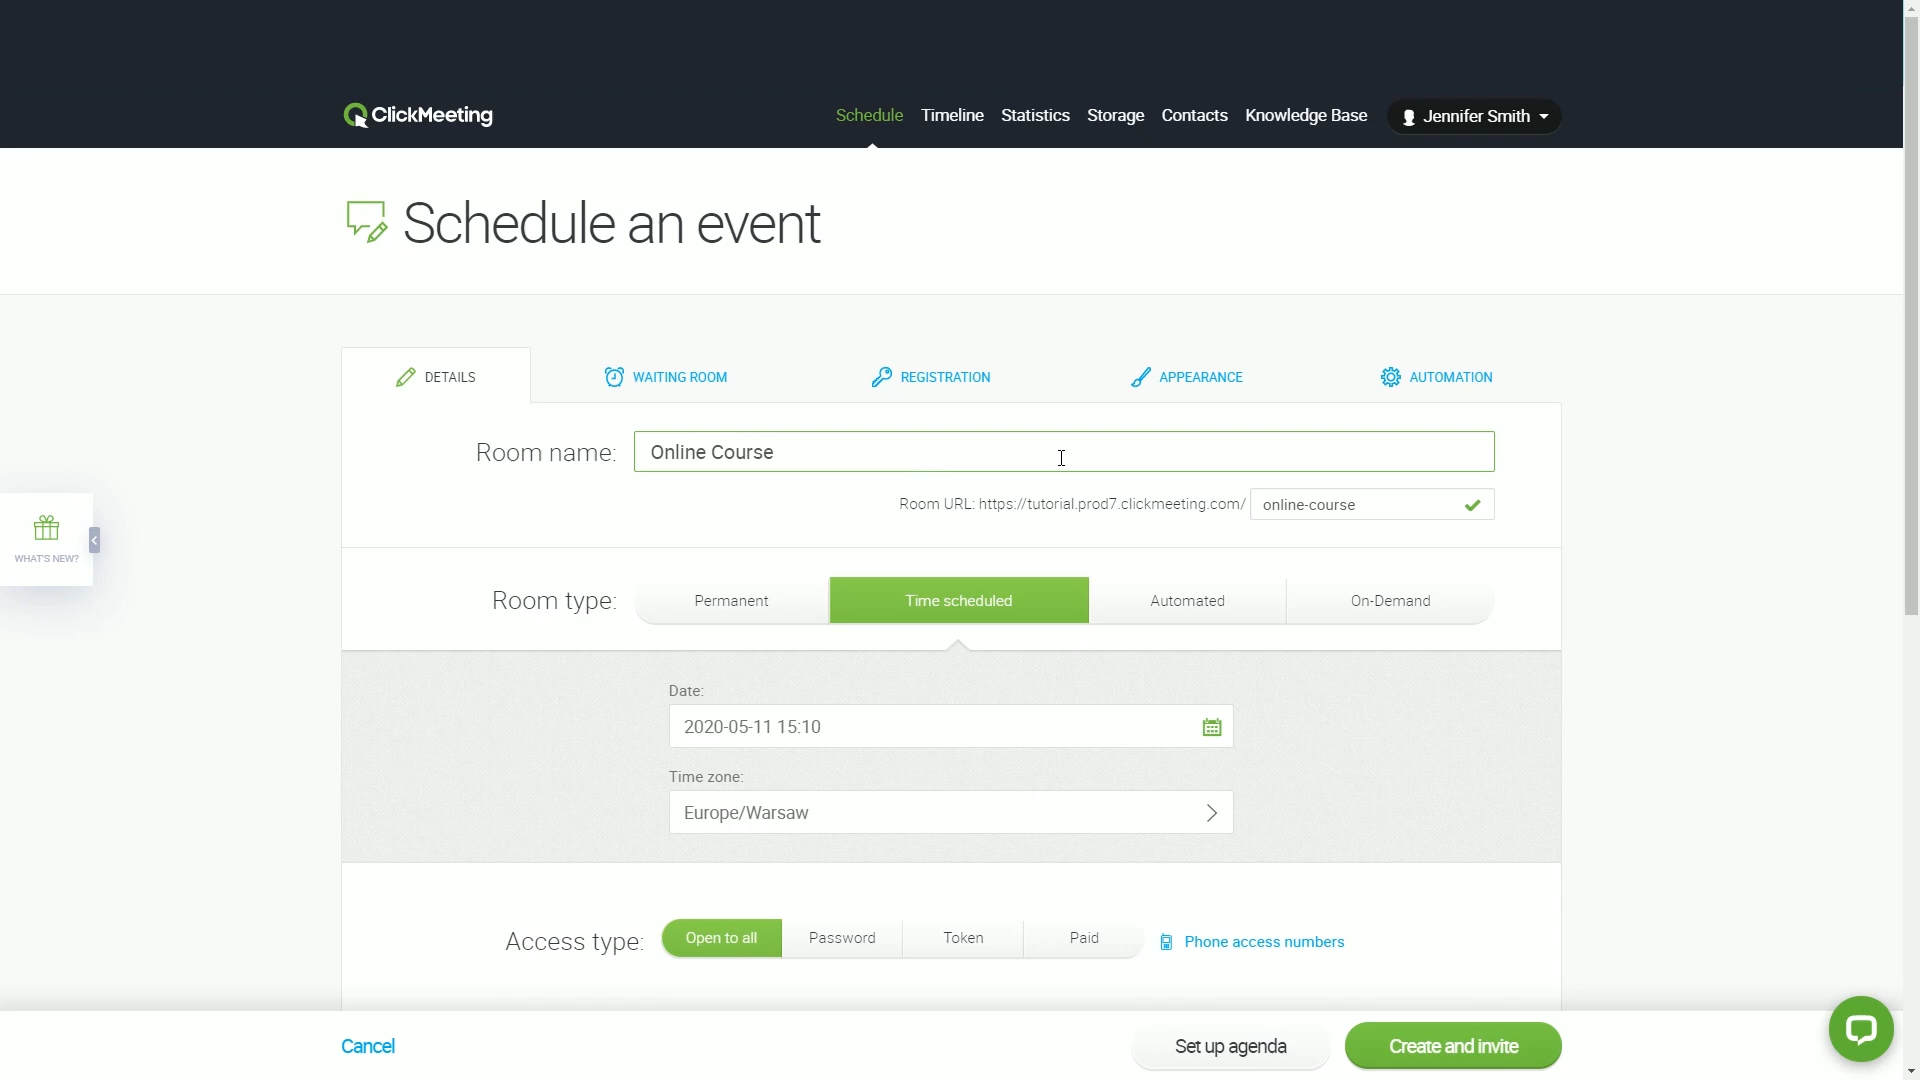 ClickMeeting
Schedule Timeline Statistics Storage Contacts Knowledge Base Jennifer Smith
Schedule an event
DETAILS WAITING ROOM REGISTRATION APPEARANCE AUTOMATION
Room name: Online Course
Room URL: https://tutorial.prod7.clickmeeting.com/ online-course
WHAT'S NEW?
Room type: Permanent Time scheduled Automated On-Demand
Date:
2020-05-11 15:10
Time zone:
Europe/Warsaw
Access type: Open to all Password Token Paid Phone access numbers
Cancel Set up agenda Create and invite